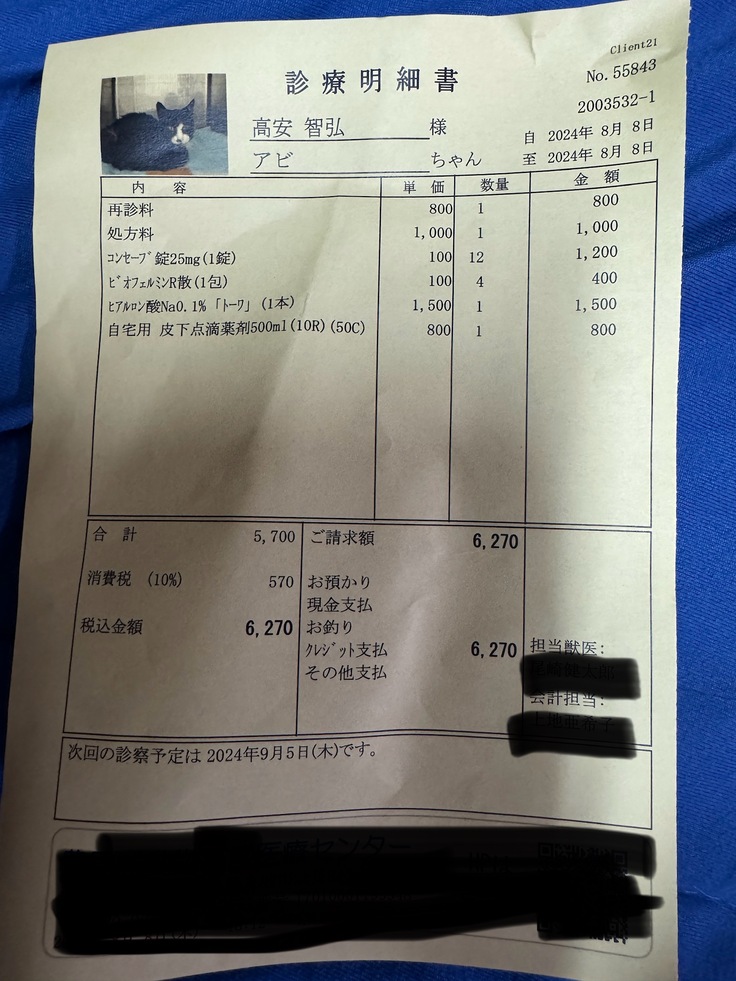 Client21
診療明細書
No.55843
2003532-1
高安 智弘 様
自 2024年 8月 8日
アビ ちゃん
至 2024年 8月 8日
内 容 単 価 数量 金 額
再診料 800 1 800
処方料 1,000 1 1,000
コンセーブ錠25mg(1錠) 100 12 1,200
ビオフェルミンR散(1包) 100 4 400
ヒアルロン酸Na0.1%「トーワ」(1本) 1,500 1 1,500
自宅用 皮下点滴薬剤500ml(10R)(50C) 800 1 800
合 計 5,700 ご請求額 6,270
消費税 (10%) 570 お預かり
現金支払
税込金額 6,270 お釣り
クレジット支払 6,270
その他支払
担当獣医:
会計担当:
次回の診察予定は 2024年9月5日(木)です。
医療センター